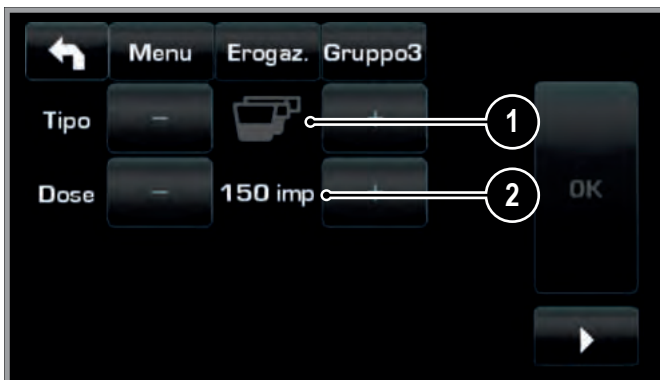 Menu Erogaz. Gruppo3
Tipo - + 1
Dose - 150 imp + 2
OK